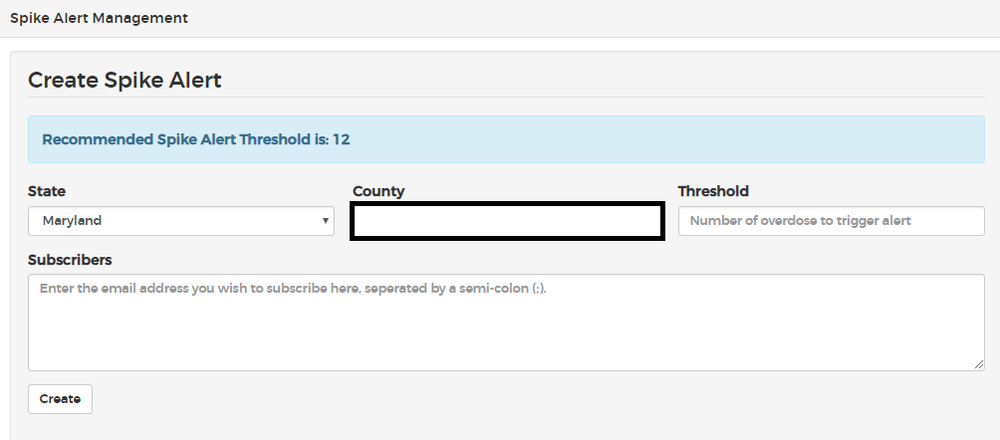 Spike Alert Management
Create Spike Alert
Recommended Spike Alert Threshold is: 12
State
County
Threshold
Maryland
Number of overdose to trigger alert
Subscribers
Enter the email address you wish to subscribe here, seperated by a semi-colon (;).
Create